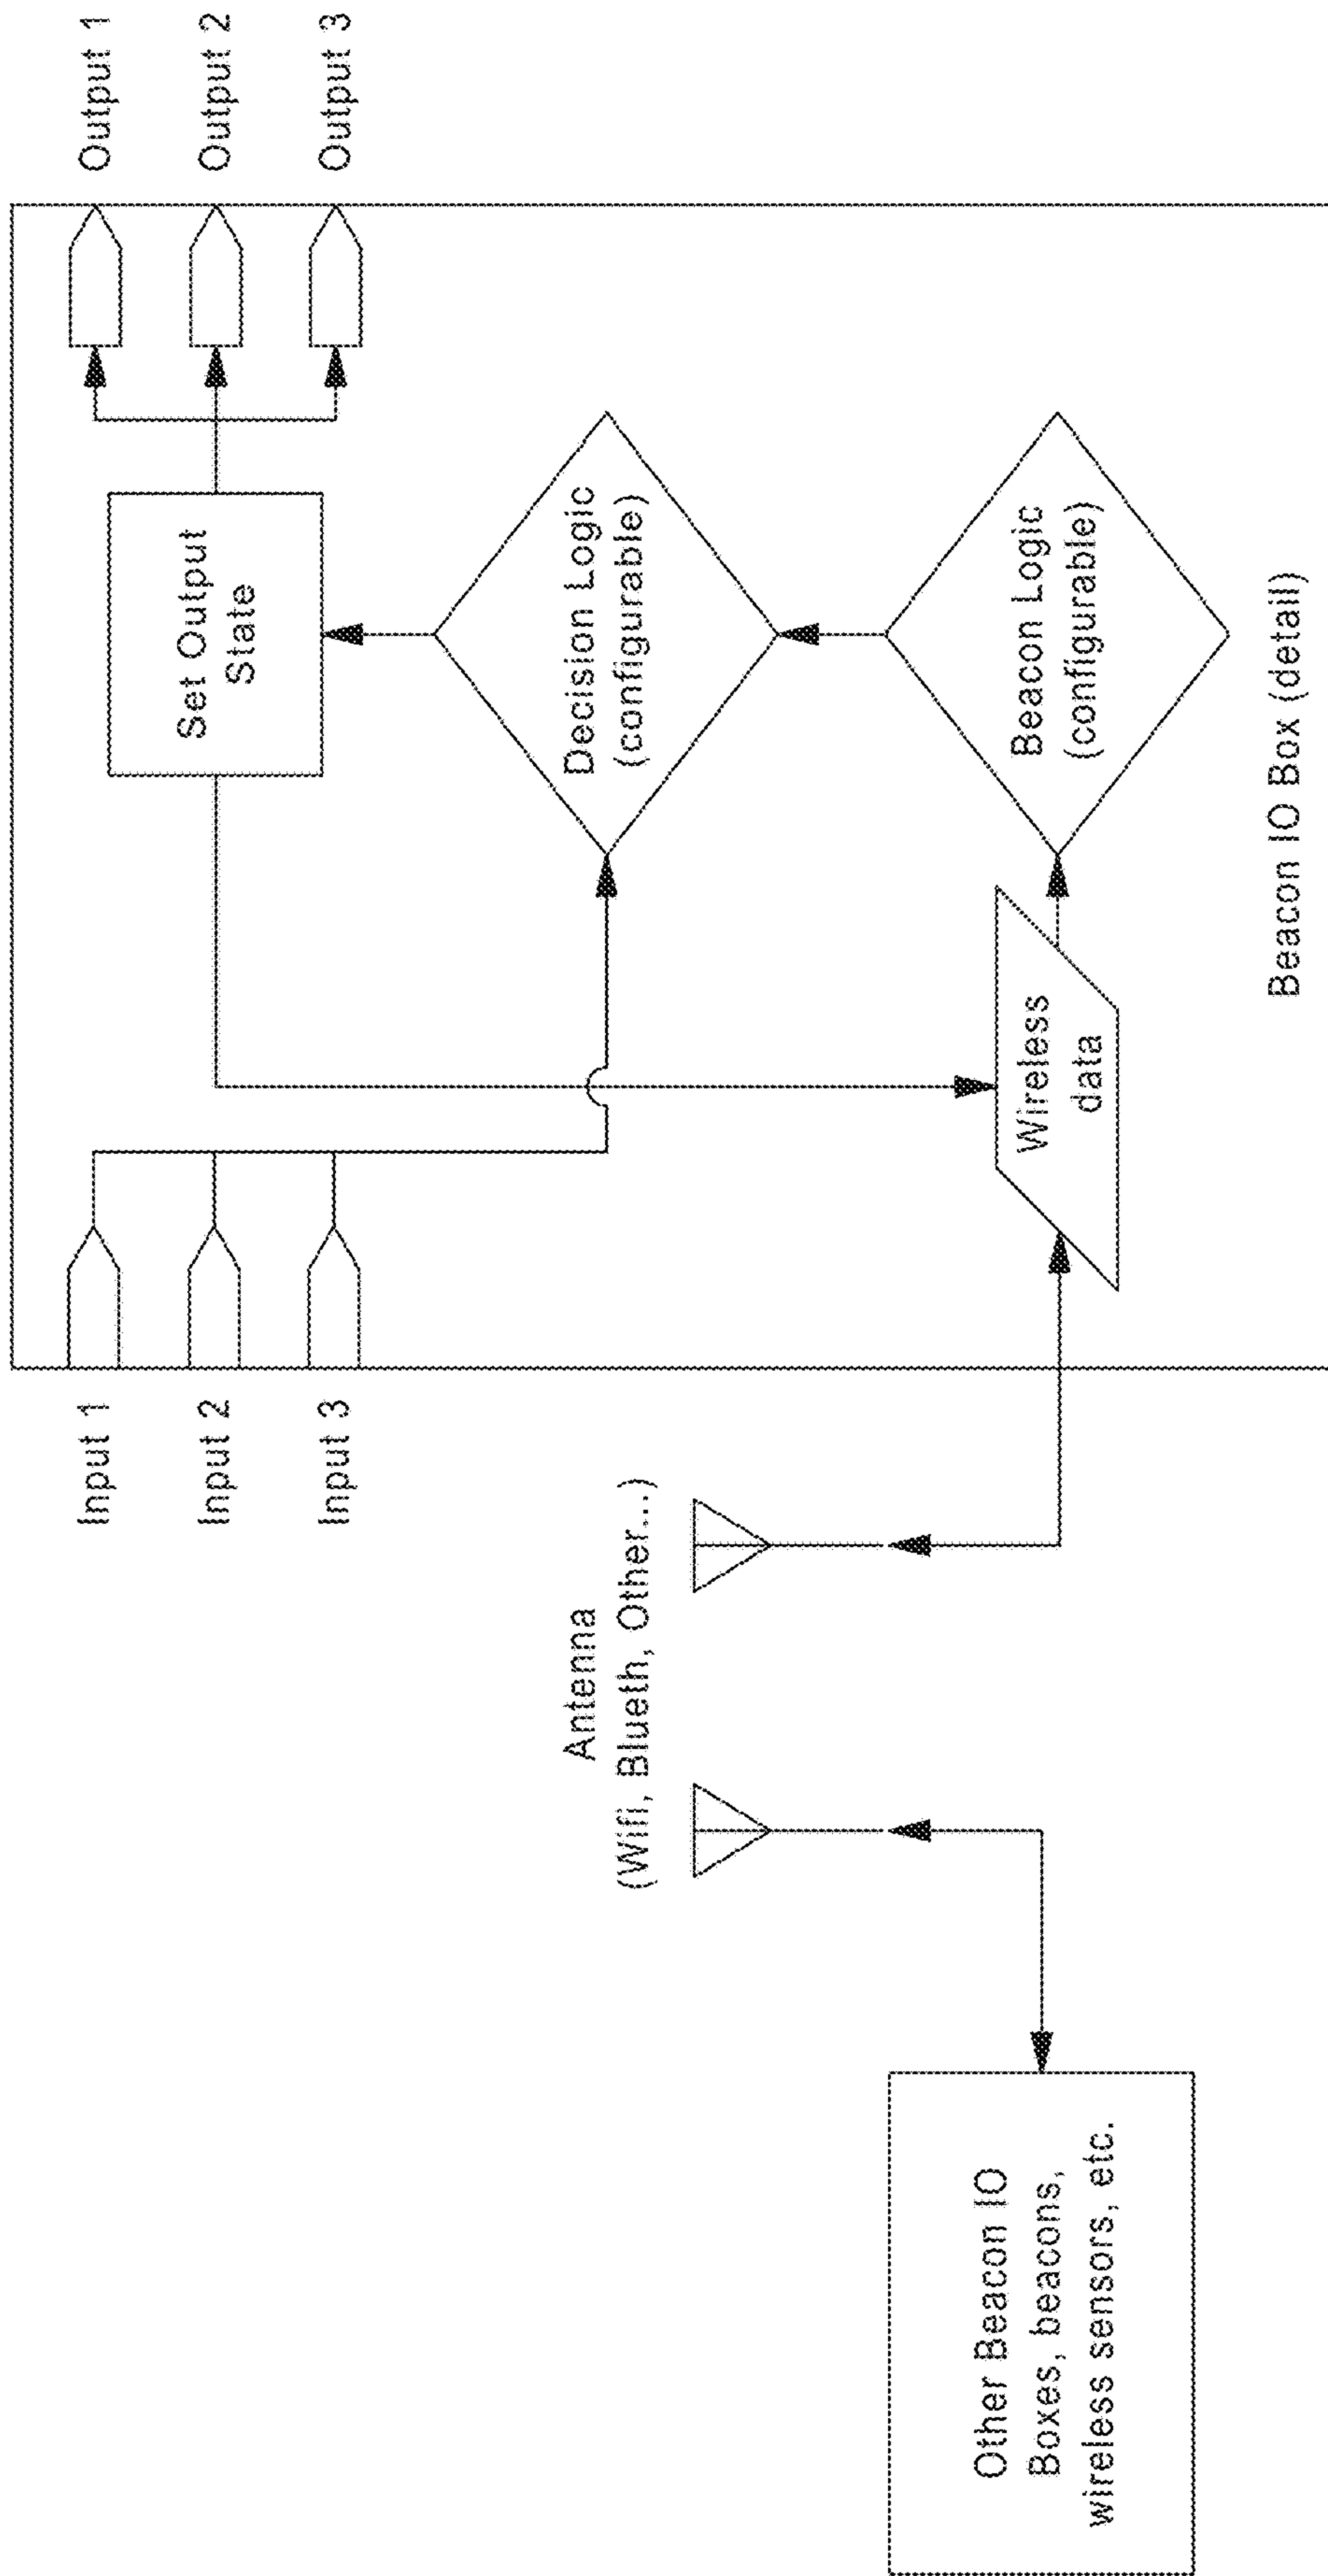 Input 1
Input 2
Input 3
Output 1
Output 2
Output 3
Set Output
State
Decision Logic
(configurable)
Beacon Logic
(configurable)
Wireless
data
Antenna
(Wifi, Blueth, Other...)
Other Beacon IO
Boxes, beacons,
wireless sensors, etc.
Beacon IO Box (detail)